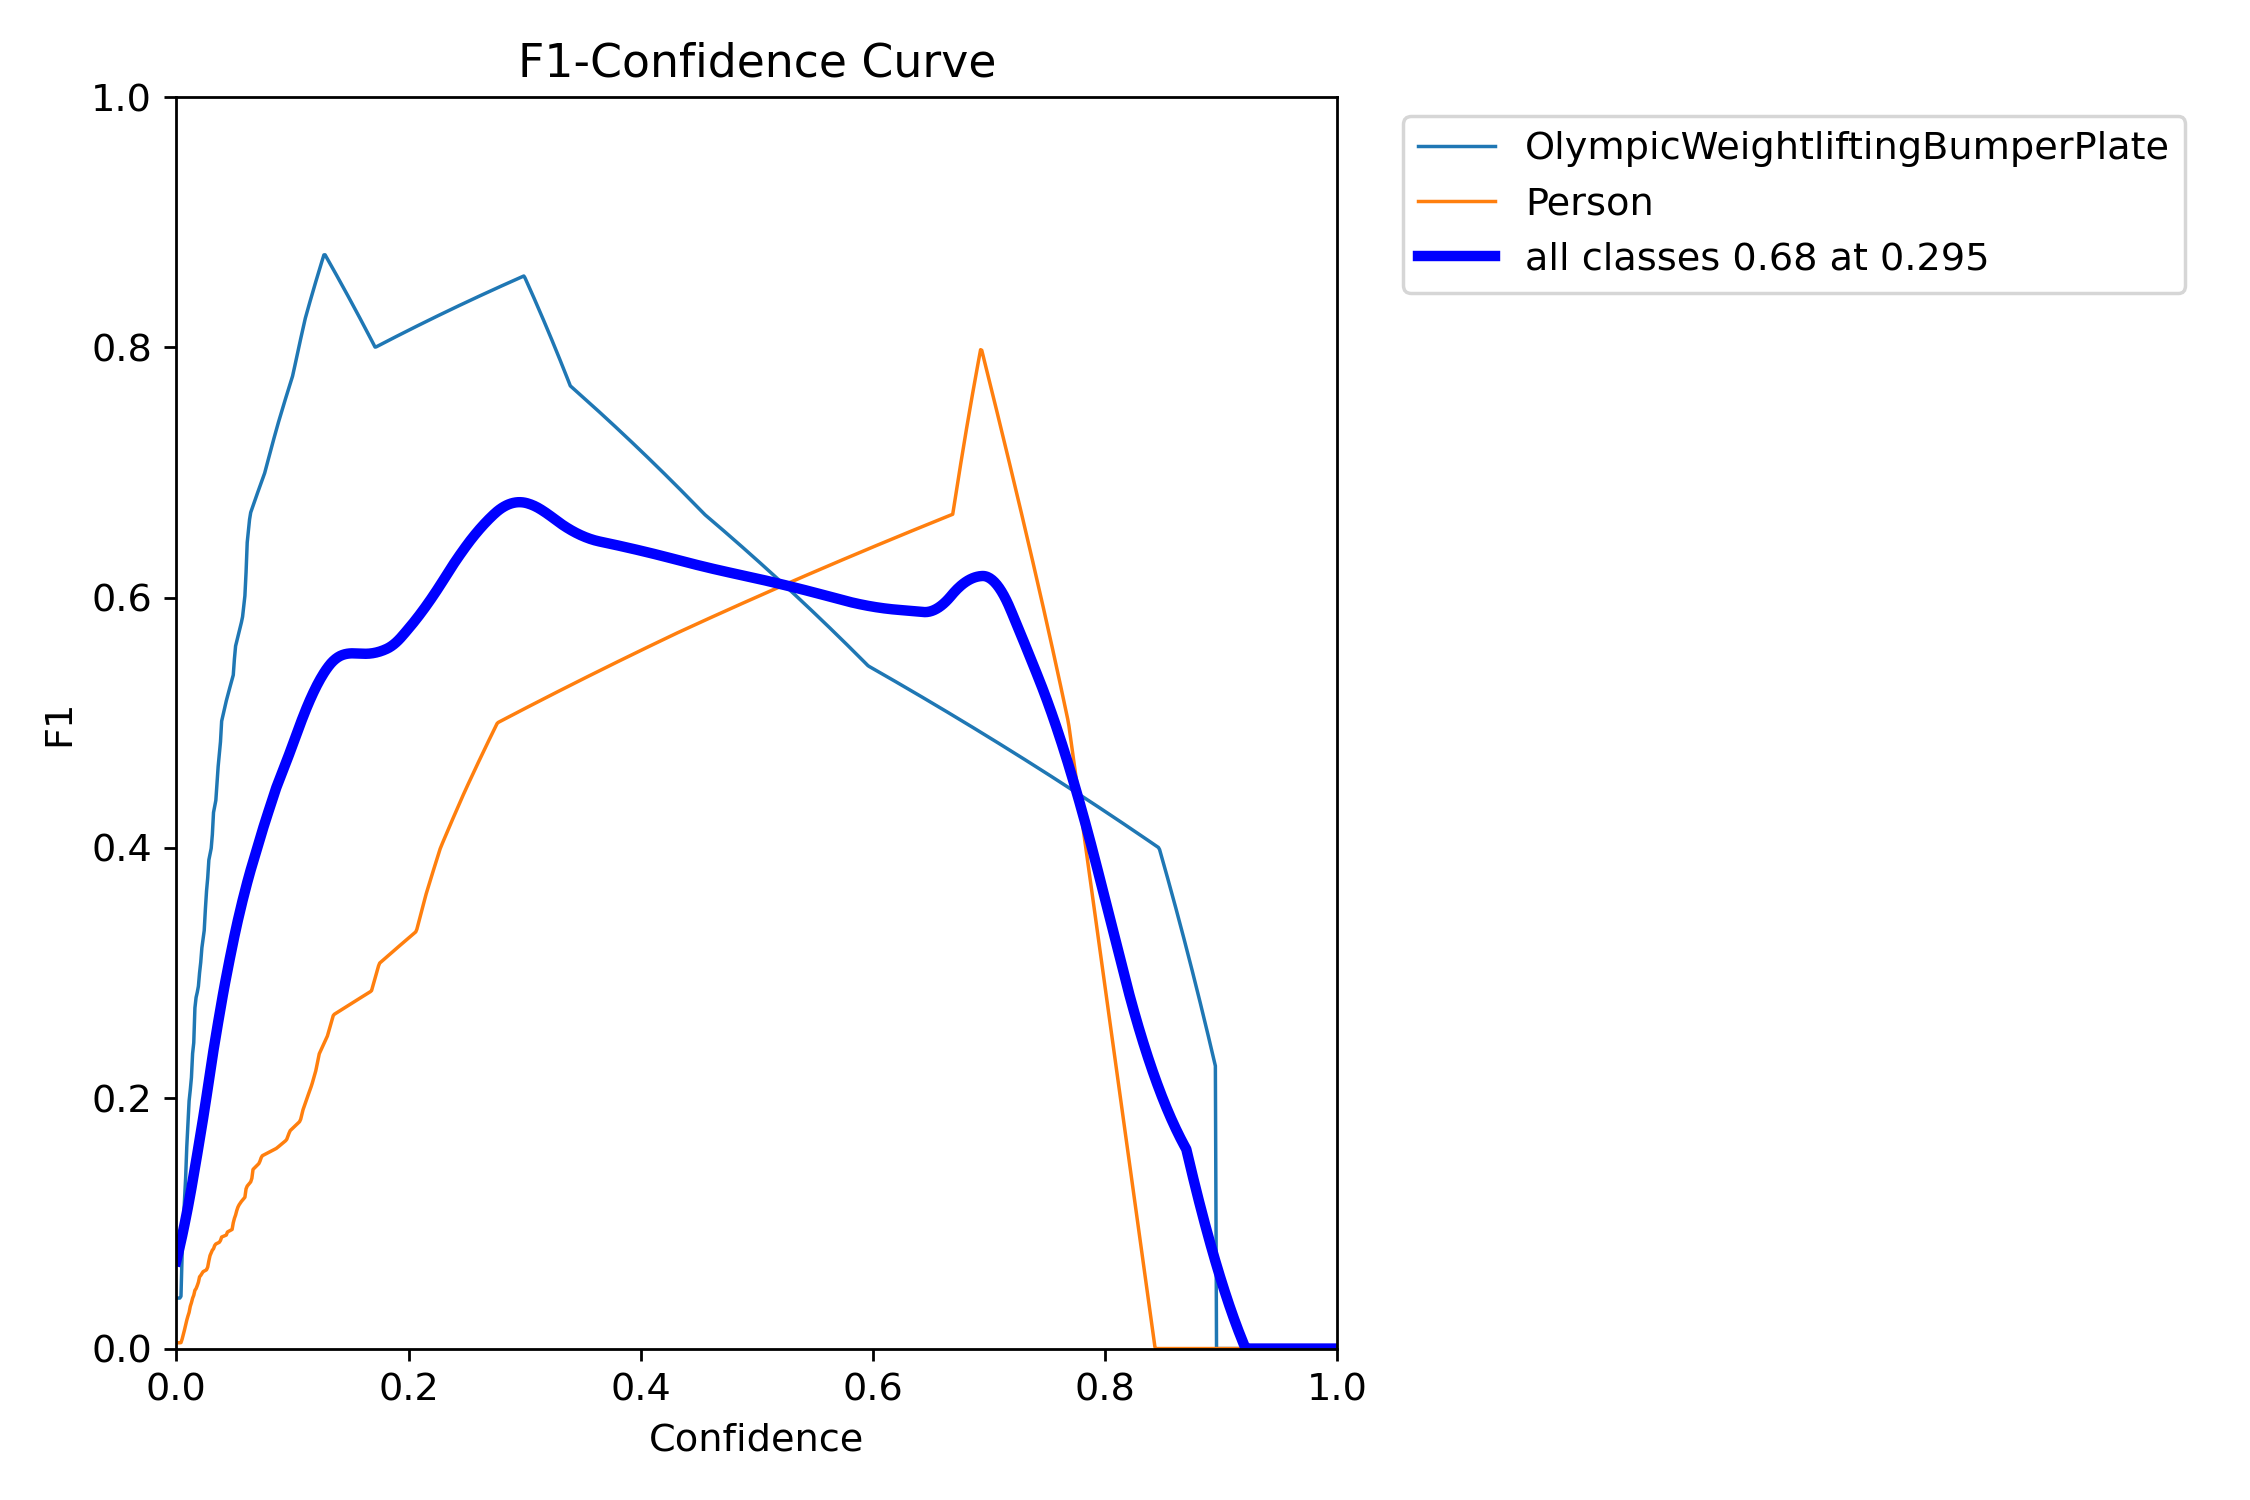 F1-Confidence Curve
1.0
0.8
0.6
0.4
0.2
0.0
F1
0.0 0.2 0.4 0.6 0.8 1.0
Confidence
OlympicWeightliftingBumperPlate
Person
all classes 0.68 at 0.295